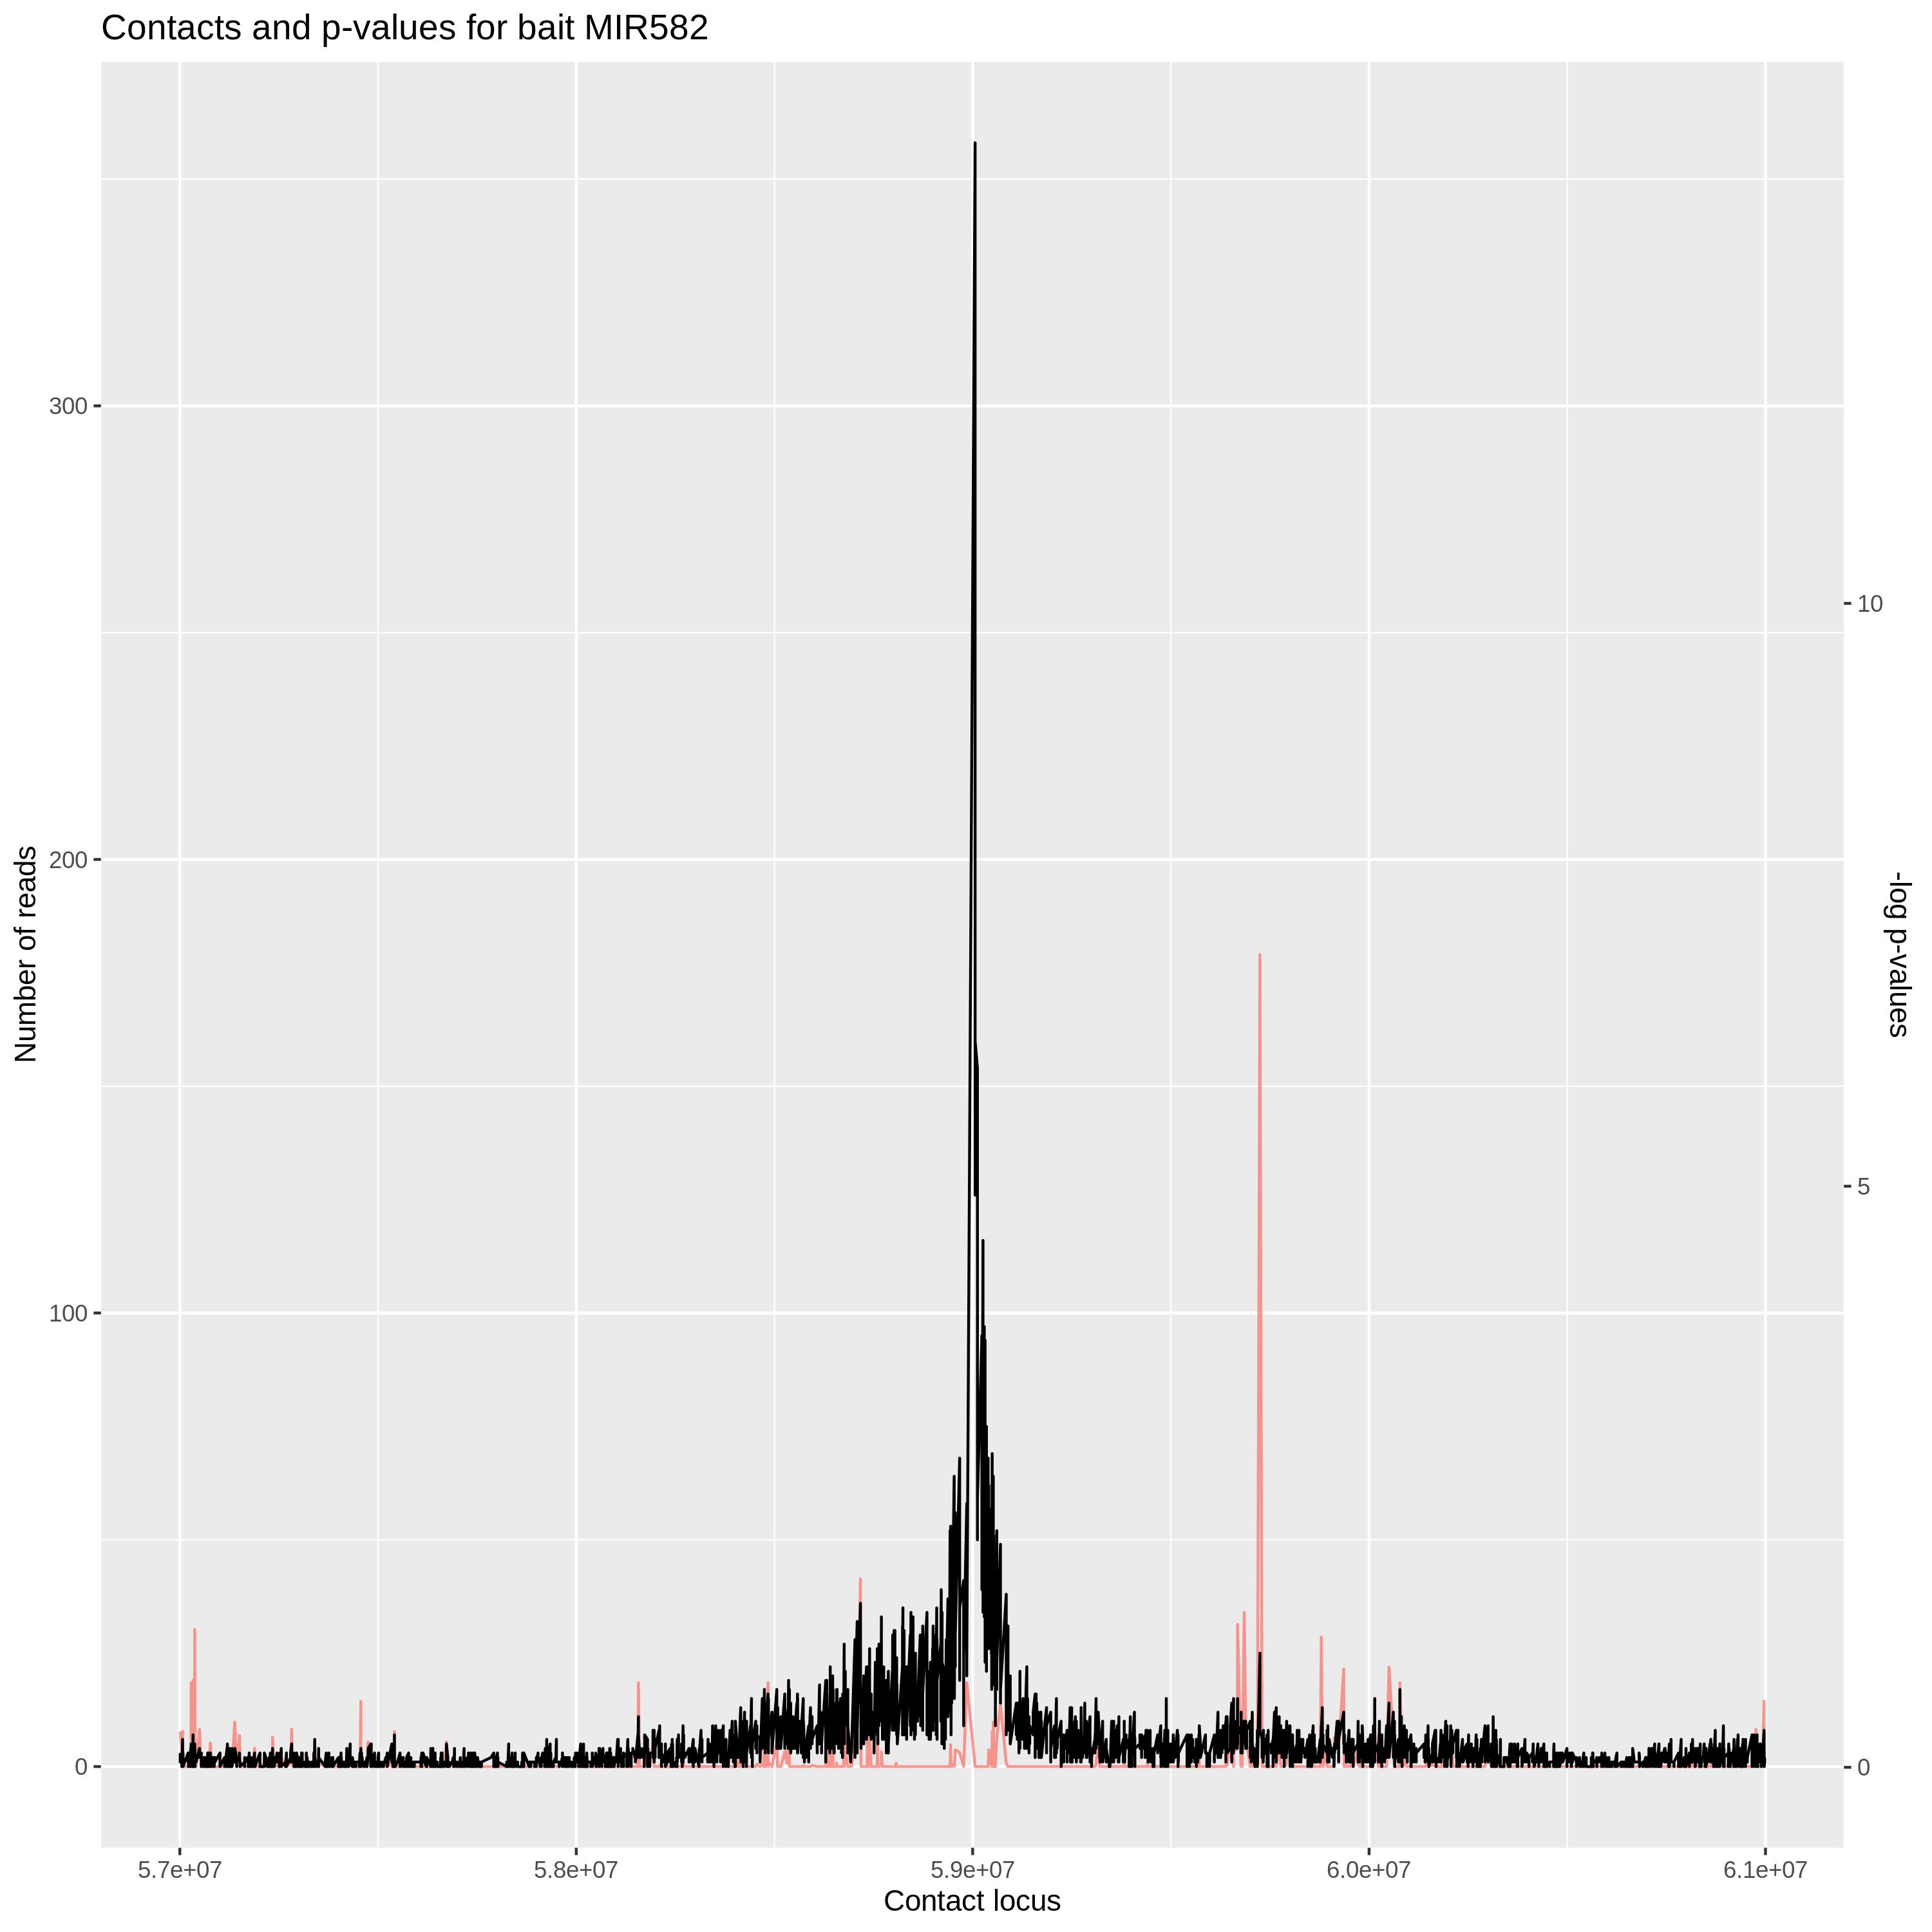 Contacts and p-values for bait MIR582
Number of reads
300
200
100
0
10
5
0
-log p-values
5.7e+07 5.8e+07 5.9e+07 6.0e+07 6.1e+07
Contact locus